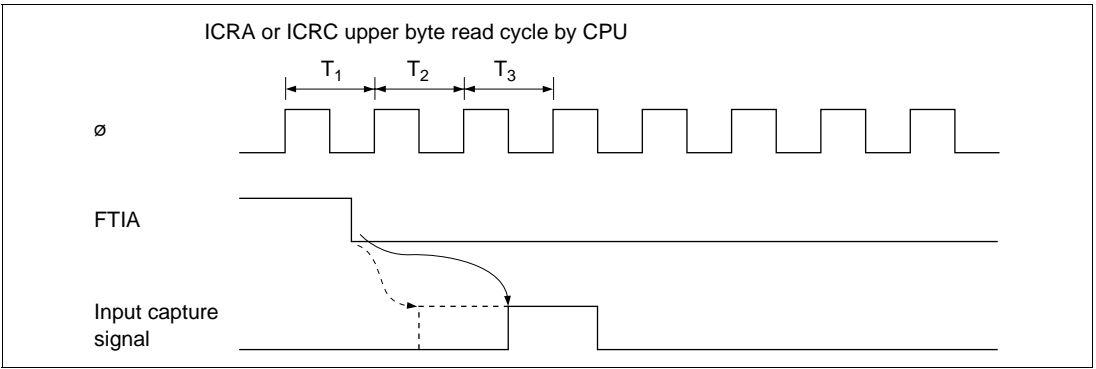 ICRA or ICRC upper byte read cycle by CPU
T1 T2 T3
ø
FTIA
Input capture
signal